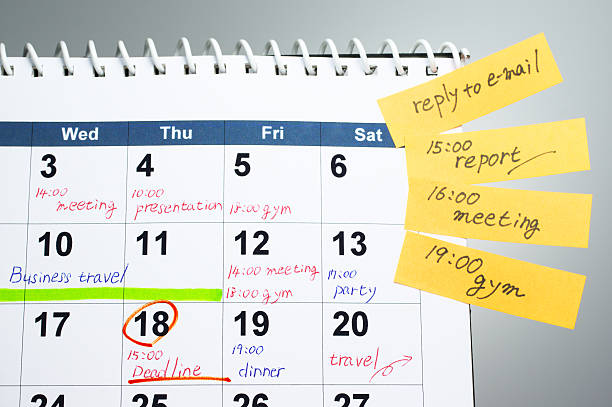 Wed Thu Fri Sat
3 4 5 6
14:00 10:00
meeting presentation 18:00 gym
10 11 12 13
Business travel 14:00 meeting 17:00
18:00 gym party
17 18 19 20
15:00 19:00 travel
Deadline dinner
24 25 26 27
reply to e-mail
15:00
report
16:00
meeting
19:00
gym